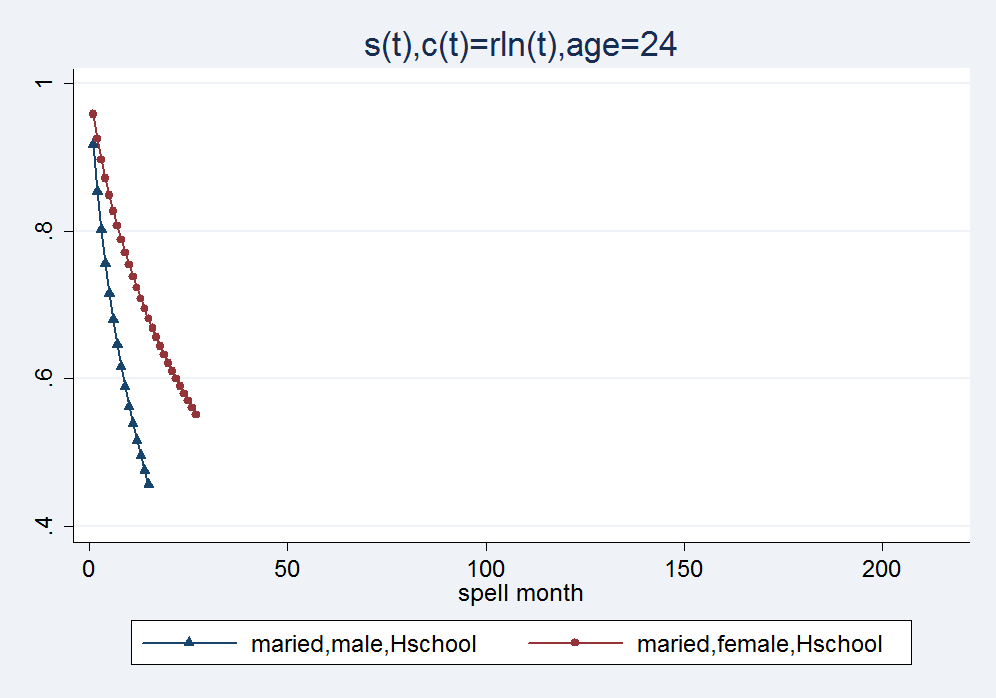 s(t),c(t)=rln(t),age=24
1
.8
.6
.4
0 50 100 150 200
spell month
maried,male,Hschool maried,female,Hschool